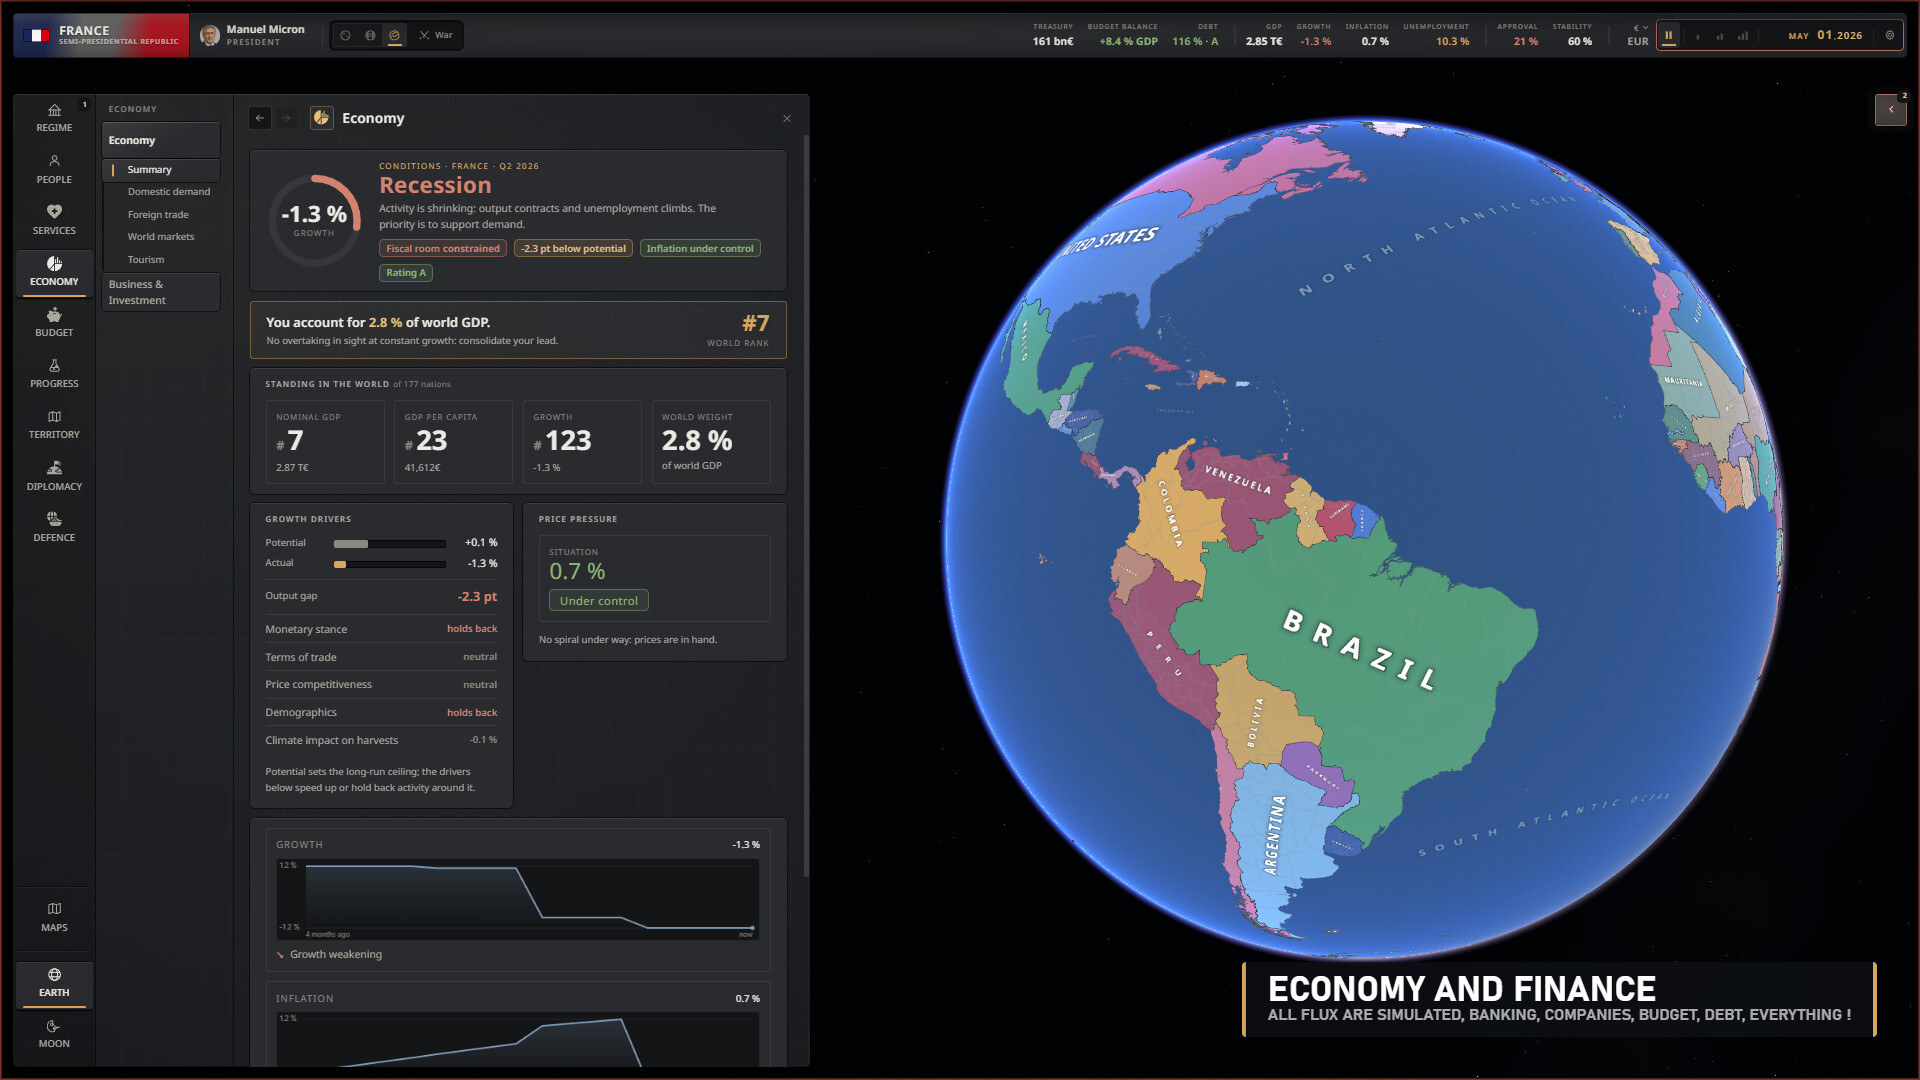 FRANCE
SEMI-PRESIDENTIAL REPUBLIC
Manuel Micron
PRESIDENT
War
TREASURY
161 bn€
BUDGET BALANCE
+8.4 % GDP
DEBT
116 % · A
GDP
2.85 T€
GROWTH
-1.3 %
INFLATION
0.7 %
UNEMPLOYMENT
10.3 %
APPROVAL
21 %
STABILITY
60 %
€
EUR
MAY 01, 2026
2
1
REGIME
PEOPLE
SERVICES
ECONOMY
BUDGET
PROGRESS
TERRITORY
DIPLOMACY
DEFENCE
MAPS
EARTH
MOON
ECONOMY
Economy
Summary
Domestic demand
Foreign trade
World markets
Tourism
Business &
Investment
Economy
-1.3 %
GROWTH
CONDITIONS · FRANCE · Q2 2026
Recession
Activity is shrinking: output contracts and unemployment climbs. The
priority is to support demand.
Fiscal room constrained
-2.3 pt below potential
Inflation under control
Rating A
You account for 2.8 % of world GDP.
No overtaking in sight at constant growth: consolidate your lead.
#7
WORLD RANK
STANDING IN THE WORLD of 177 nations
NOMINAL GDP
#7
2.87 T€
GDP PER CAPITA
#23
41,612€
GROWTH
#123
-1.3 %
WORLD WEIGHT
2.8 %
of world GDP
GROWTH DRIVERS
Potential +0.1 %
Actual -1.3 %
Output gap -2.3 pt
Monetary stance holds back
Terms of trade neutral
Price competitiveness neutral
Demographics holds back
Climate impact on harvests -0.1 %
Potential sets the long-run ceiling; the drivers
below speed up or hold back activity around it.
PRICE PRESSURE
SITUATION
0.7 %
Under control
No spiral under way: prices are in hand.
GROWTH -1.3 %
1.2 %
-1.2 %
4 months ago
now
Growth weakening
INFLATION 0.7 %
1.2 %
UNITED STATES
NORTH ATLANTIC OCEAN
MEXICO
MAURITANIA
VENEZUELA
COLOMBIA
BRAZIL
PERU
BOLIVIA
PARAGUAY
ARGENTINA
SOUTH ATLANTIC OCEAN
ECONOMY AND FINANCE
ALL FLUX ARE SIMULATED, BANKING, COMPANIES, BUDGET, DEBT, EVERYTHING !